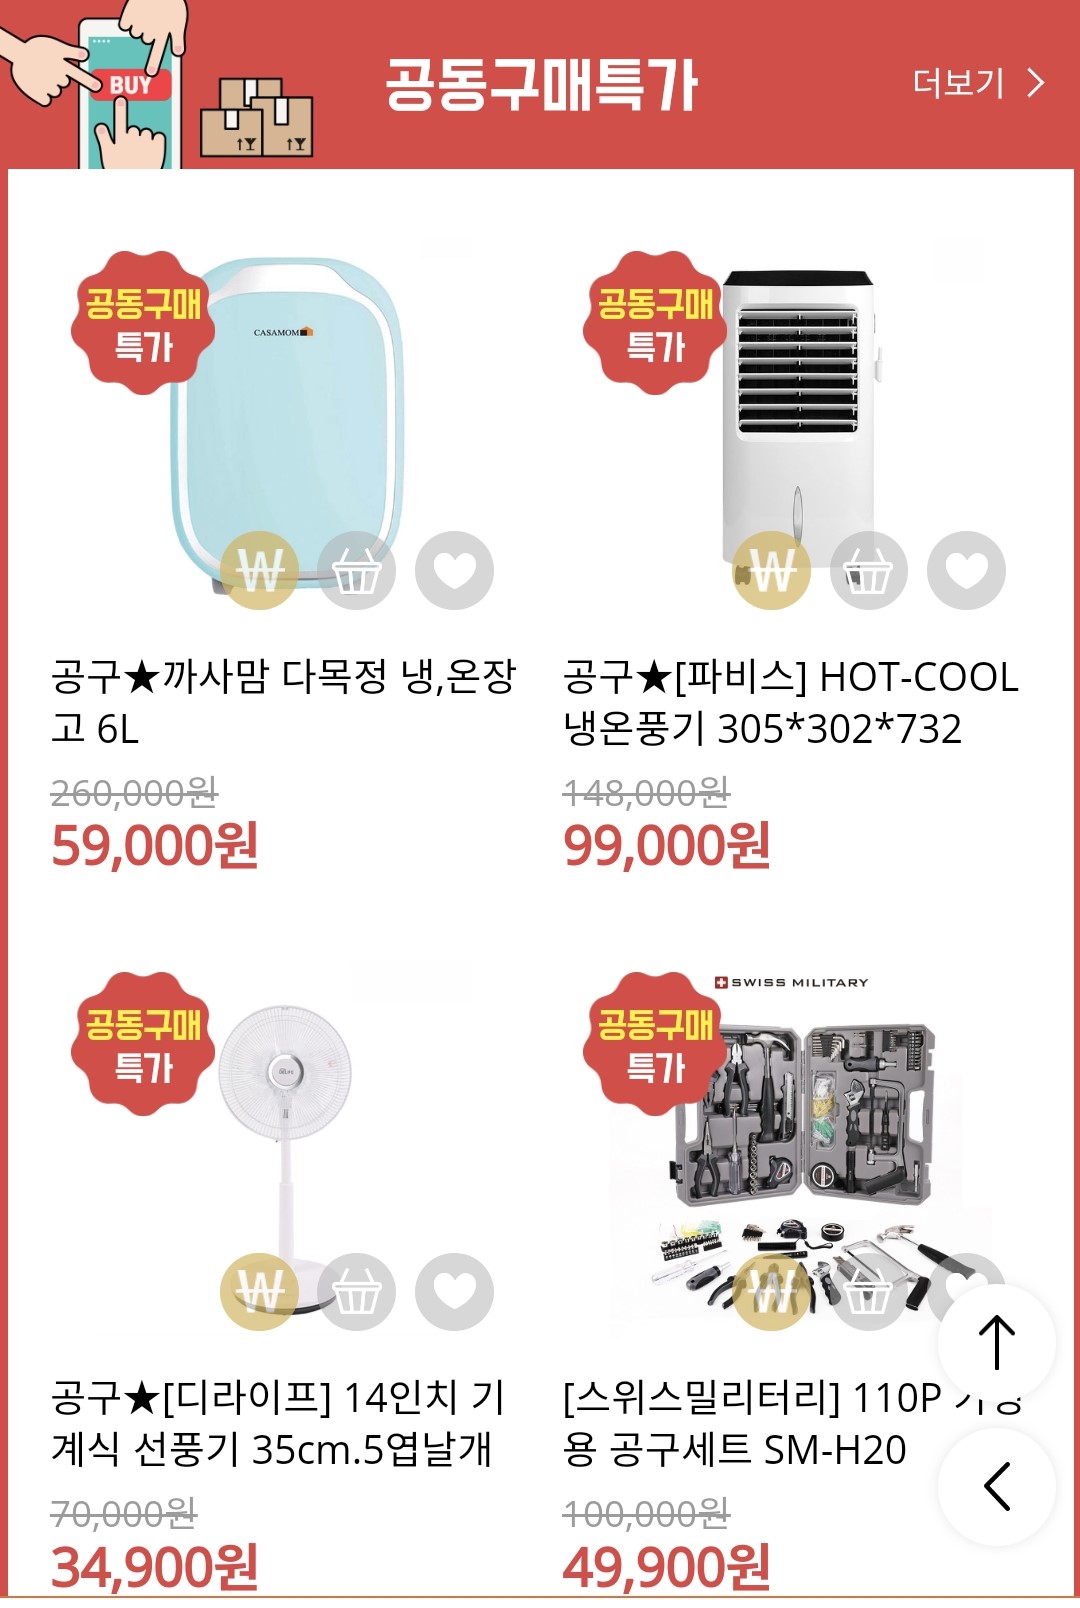 BUY
공동구매특가
더보기
공동구매
특가
CASAMOM
공동구매
특가
공구★까사맘 다목정 냉,온장
고 6L
260,000원
59,000원
공구★[파비스] HOT-COOL
냉온풍기 305*302*732
148,000원
99,000원
공동구매
특가
공동구매
특가
SWISS MILITARY
공구★[디라이프] 14인치 기
계식 선풍기 35cm.5엽날개
70,000원
34,900원
[스위스밀리터리] 110P
용 공구세트 SM-H20
100,000원
49,900원